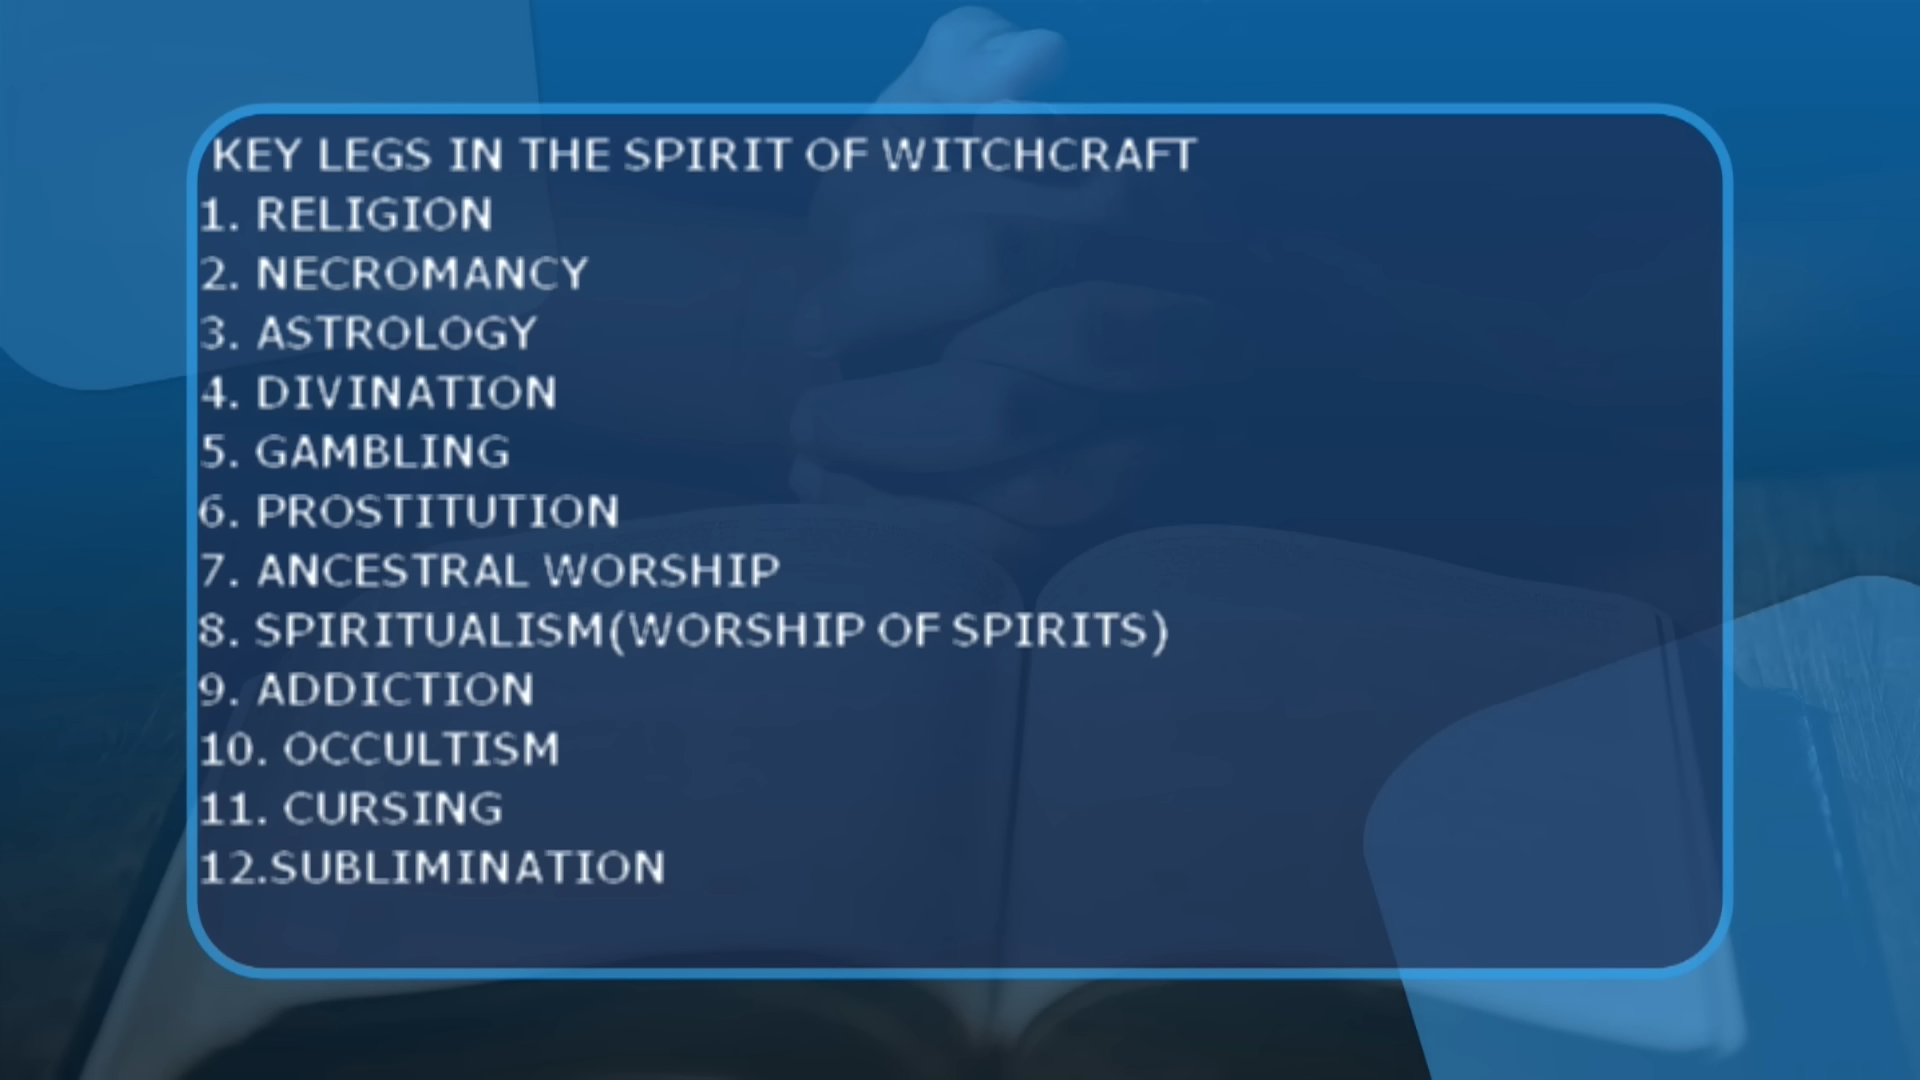 KEY LEGS IN THE SPIRIT OF WITCHCRAFT
1. RELIGION
2. NECROMANCY
3. ASTROLOGY
4. DIVINATION
5. GAMBLING
6. PROSTITUTION
7. ANCESTRAL WORSHIP
8. SPIRITUALISM(WORSHIP OF SPIRITS)
9. ADDICTION
10. OCCULTISM
11. CURSING
12.SUBLIMINATION